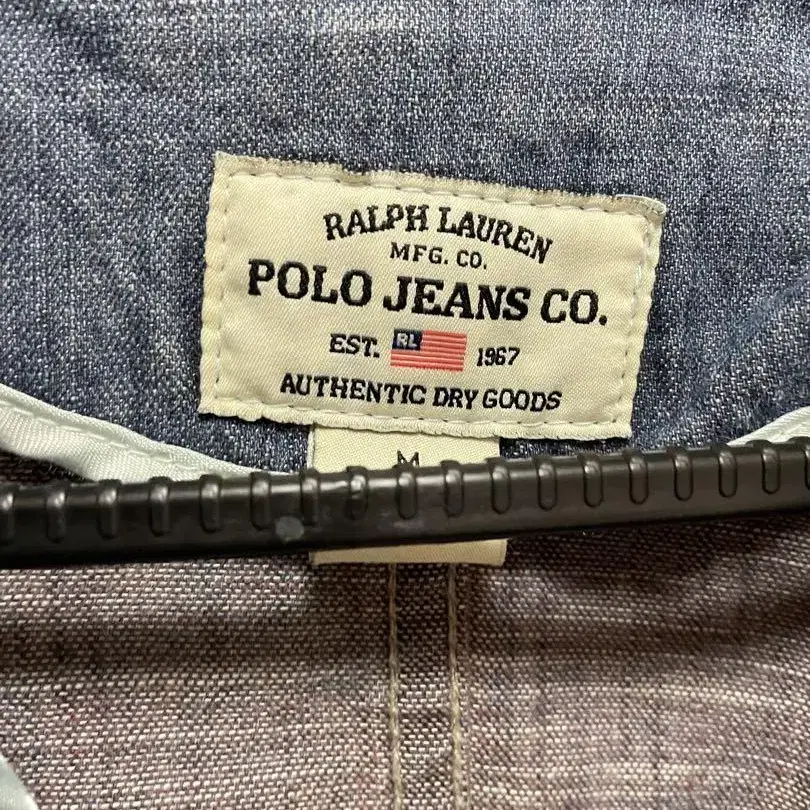 RALPH LAUREN
MFG. CO.
POLO JEANS CO.
EST. RL 1967
AUTHENTIC DRY GOODS
M